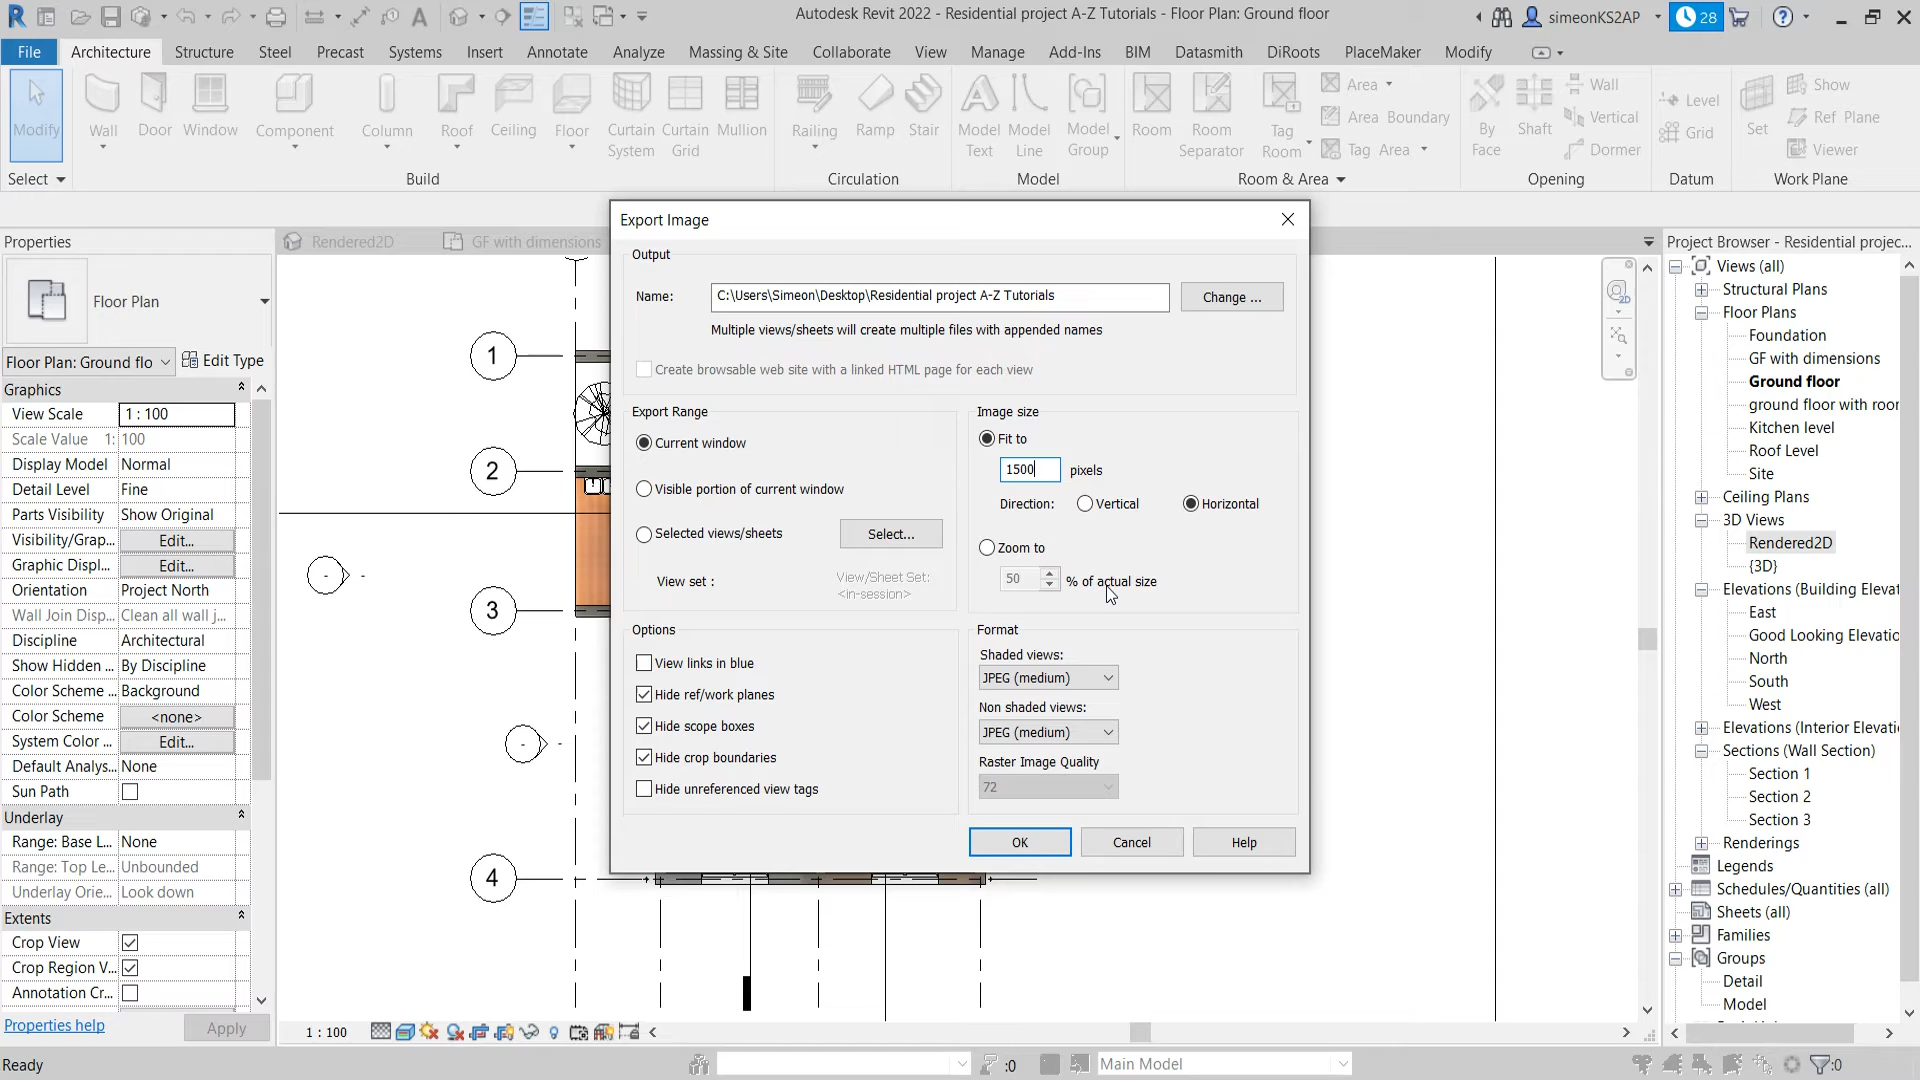 Autodesk Revit 2022 - Residential project A-Z Tutorials - Floor Plan: Ground floor
simeonKS2AP
28
File Architecture Structure Steel Precast Systems Insert Annotate Analyze Massing & Site Collaborate View Manage Add-Ins BIM Datasmith DiRoots PlaceMaker Modify
Modify
Wall
Door
Window
Component
Column
Roof
Ceiling
Floor
Curtain System
Curtain Grid
Mullion
Railing
Ramp
Stair
Model Text
Model Line
Model Group
Room
Room Separator
Tag Room
Area
Area Boundary
Tag Area
By Face
Shaft
Wall
Vertical
Dormer
Level
Grid
Set
Show
Ref Plane
Viewer
Select Build Circulation Model Room & Area Opening Datum Work Plane
Properties
Floor Plan
Floor Plan: Ground flo
Edit Type
Graphics
View Scale 1 : 100
Scale Value 1: 100
Display Model Normal
Detail Level Fine
Parts Visibility Show Original
Visibility/Grap... Edit...
Graphic Displ... Edit...
Orientation Project North
Wall Join Disp... Clean all wall j...
Discipline Architectural
Show Hidden ... By Discipline
Color Scheme ... Background
Color Scheme <none>
System Color ... Edit...
Default Analys... None
Sun Path
Underlay
Range: Base L... None
Range: Top Le... Unbounded
Underlay Orie... Look down
Extents
Crop View
Crop Region V...
Annotation Cr...
Properties help Apply
Rendered2D
GF with dimensions
1
2
3
4
Export Image
Output
Name: C:\Users\Simeon\Desktop\Residential project A-Z Tutorials Change ...
Multiple views/sheets will create multiple files with appended names
Create browsable web site with a linked HTML page for each view
Export Range
Current window
Visible portion of current window
Selected views/sheets Select...
View set : View/Sheet Set:
<in-session>
Image size
Fit to
1500 pixels
Direction: Vertical Horizontal
Zoom to
50 % of actual size
Options
View links in blue
Hide ref/work planes
Hide scope boxes
Hide crop boundaries
Hide unreferenced view tags
Format
Shaded views:
JPEG (medium)
Non shaded views:
JPEG (medium)
Raster Image Quality
72
OK Cancel Help
2D
Project Browser - Residential projec...
Views (all)
Structural Plans
Floor Plans
Foundation
GF with dimensions
Ground floor
ground floor with roor
Kitchen level
Roof Level
Site
Ceiling Plans
3D Views
Rendered2D
{3D}
Elevations (Building Elevat
East
Good Looking Elevatio
North
South
West
Elevations (Interior Elevati
Sections (Wall Section)
Section 1
Section 2
Section 3
Renderings
Legends
Schedules/Quantities (all)
Sheets (all)
Families
Groups
Detail
Model
1 : 100
Ready
:0
Main Model
:0